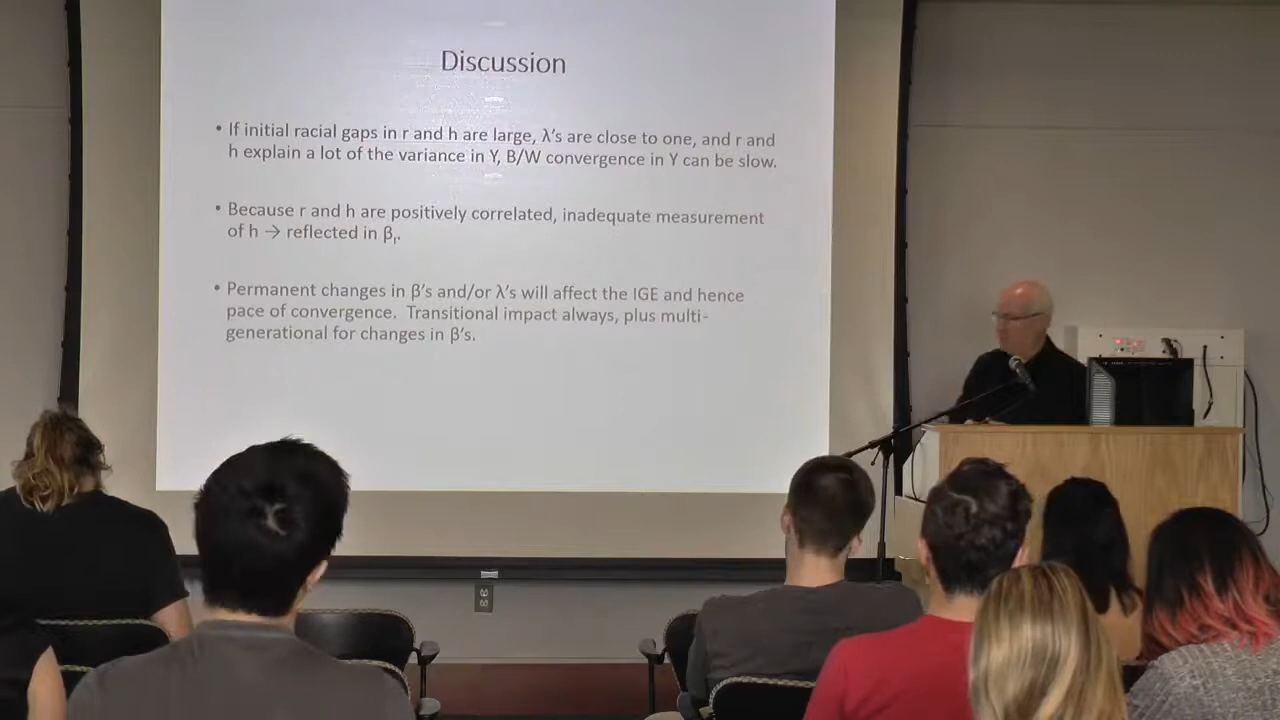 Discussion
• If initial racial gaps in r and h are large, λ's are close to one, and r and
h explain a lot of the variance in Y, B/W convergence in Y can be slow.
• Because r and h are positively correlated, inadequate measurement
of h → reflected in βᵣ.
• Permanent changes in β's and/or λ's will affect the IGE and hence
pace of convergence.  Transitional impact always, plus multi-
generational for changes in β's.